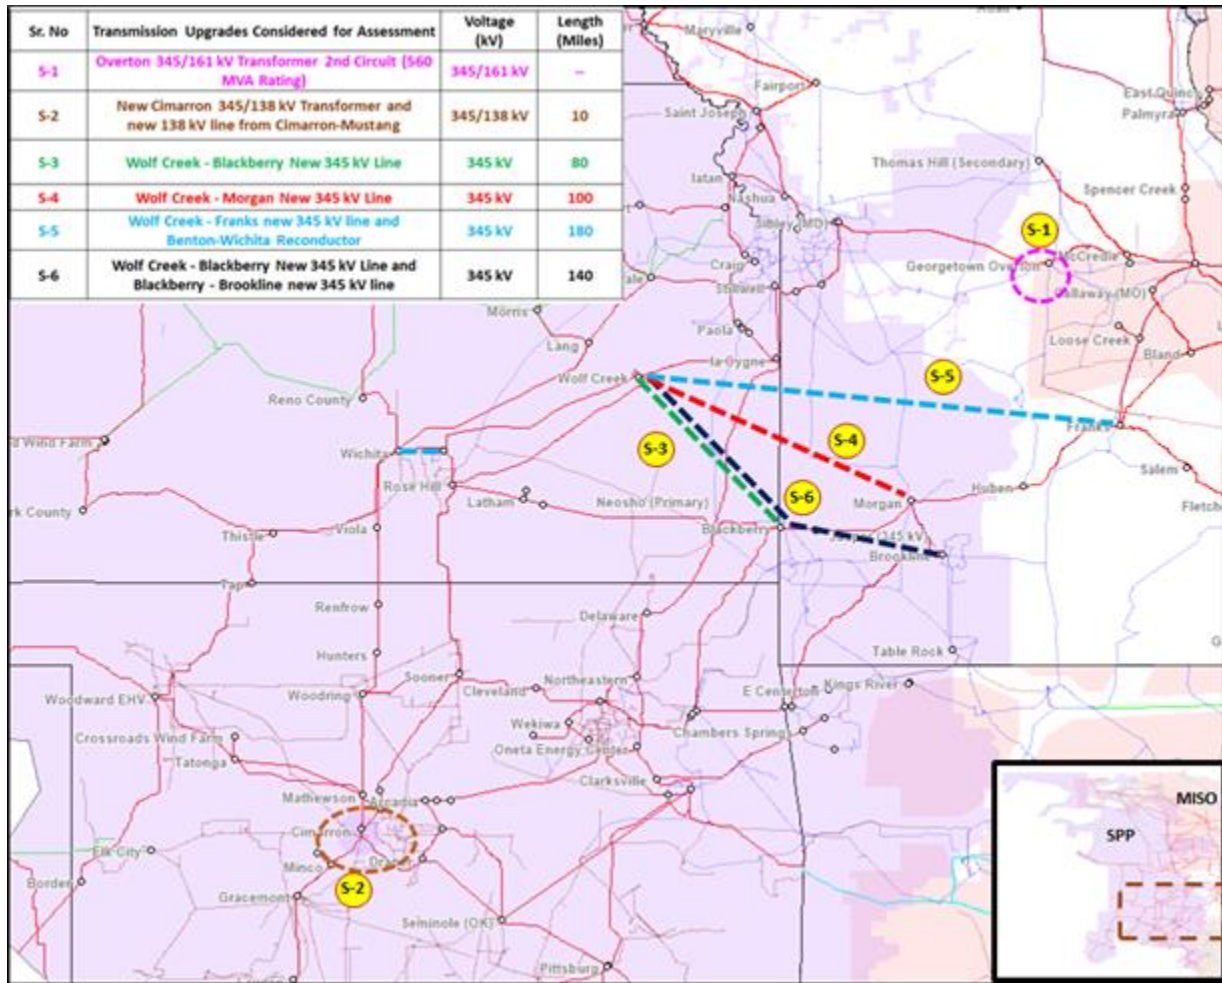 Sr. No Transmission Upgrades Considered for Assessment Voltage (kV) Length (Miles)
S-1 Overton 345/161 kV Transformer 2nd Circuit (560 MVA Rating) 345/161 kV --
S-2 New Cimarron 345/138 kV Transformer and new 138 kV line from Cimarron-Mustang 345/138 kV 10
S-3 Wolf Creek - Blackberry New 345 kV Line 345 kV 80
S-4 Wolf Creek - Morgan New 345 kV Line 345 kV 100
S-5 Wolf Creek - Franks new 345 kV line and Benton-Wichita Reconductor 345 kV 180
S-6 Wolf Creek - Blackberry New 345 kV Line and Blackberry - Brookline new 345 kV line 345 kV 140
Maryville
Fairport
East Quincy
Saint Joseph
Palmyra
Thomas Hill (Secondary)
Iatan
Nashua
Spencer Creek
Sibley (MO)
S-1
Craig
Georgetown Overton
McCredie
Stilwell
Callaway (MO)
Morris
Paola
Loose Creek
Lang
Bland
la Cygne
Wolf Creek
S-5
Reno County
Franks
d Wind Farm
S-4
Wichita
S-3
Salem
Rose Hill
Huben
Latham
Neosho (Primary)
S-6
Morgan
rk County
Fletch
Viola
Blackberry
(345 kV)
Thistle
Brookline
Tap
Renfrow
Delaware
Hunters
Table Rock
G
Sooner
Northeastern
Woodward EHV
Woodring
Cleveland
E Centerton
Kings River
Wekiwa
Crossroads Wind Farm
Oneta Energy Center
Chambers Springs
Tatonga
Clarksville
Mathewson
Arcadia
MISO
Cimarron
SPP
Elk City
Minco
Draper
Border
S-2
Gracemont
Seminole (OK)
Pittsburg